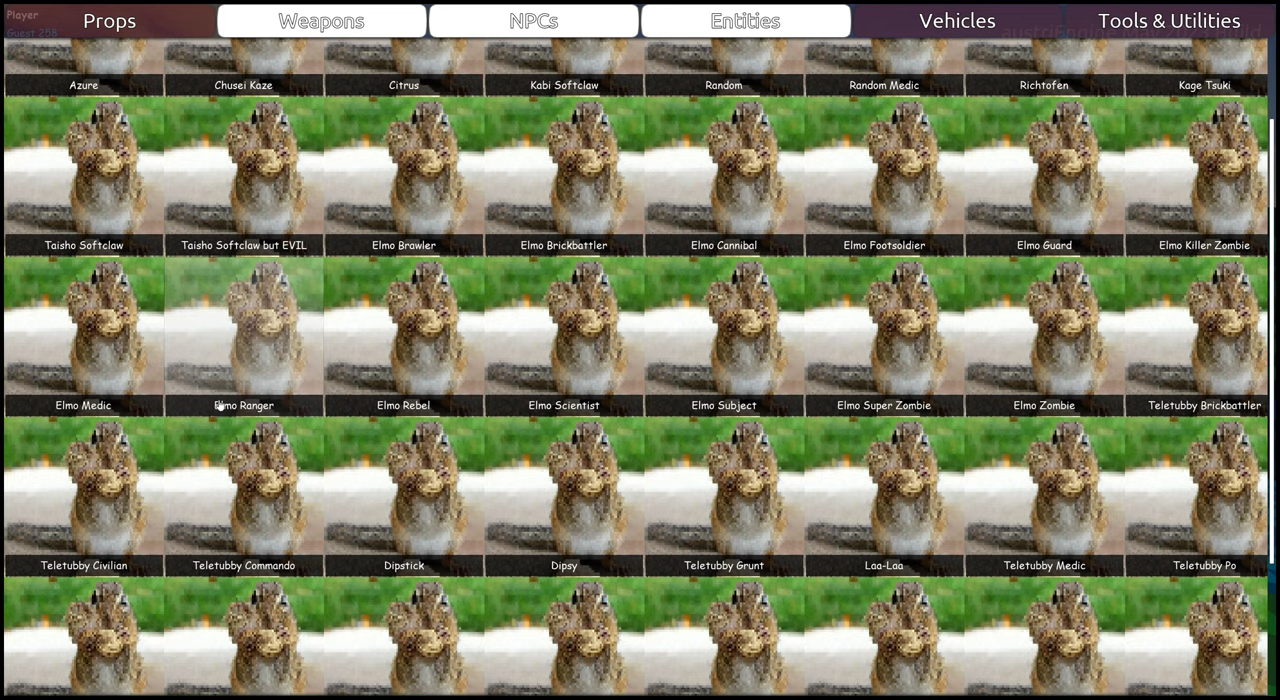 Player
Guest 258
Props
Weapons
NPCs
Entities
Vehicles
Tools & Utilities
Azure
Chusei Kaze
Citrus
Kabi Softclaw
Random
Random Medic
Richtofen
Kage Tsuki
Taisho Softclaw
Taisho Softclaw but EVIL
Elmo Brawler
Elmo Brickbattler
Elmo Cannibal
Elmo Footsoldier
Elmo Guard
Elmo Killer Zombie
Elmo Medic
Elmo Ranger
Elmo Rebel
Elmo Scientist
Elmo Subject
Elmo Super Zombie
Elmo Zombie
Teletubby Brickbattler
Teletubby Civilian
Teletubby Commando
Dipstick
Dipsy
Teletubby Grunt
Laa-Laa
Teletubby Medic
Teletubby Po